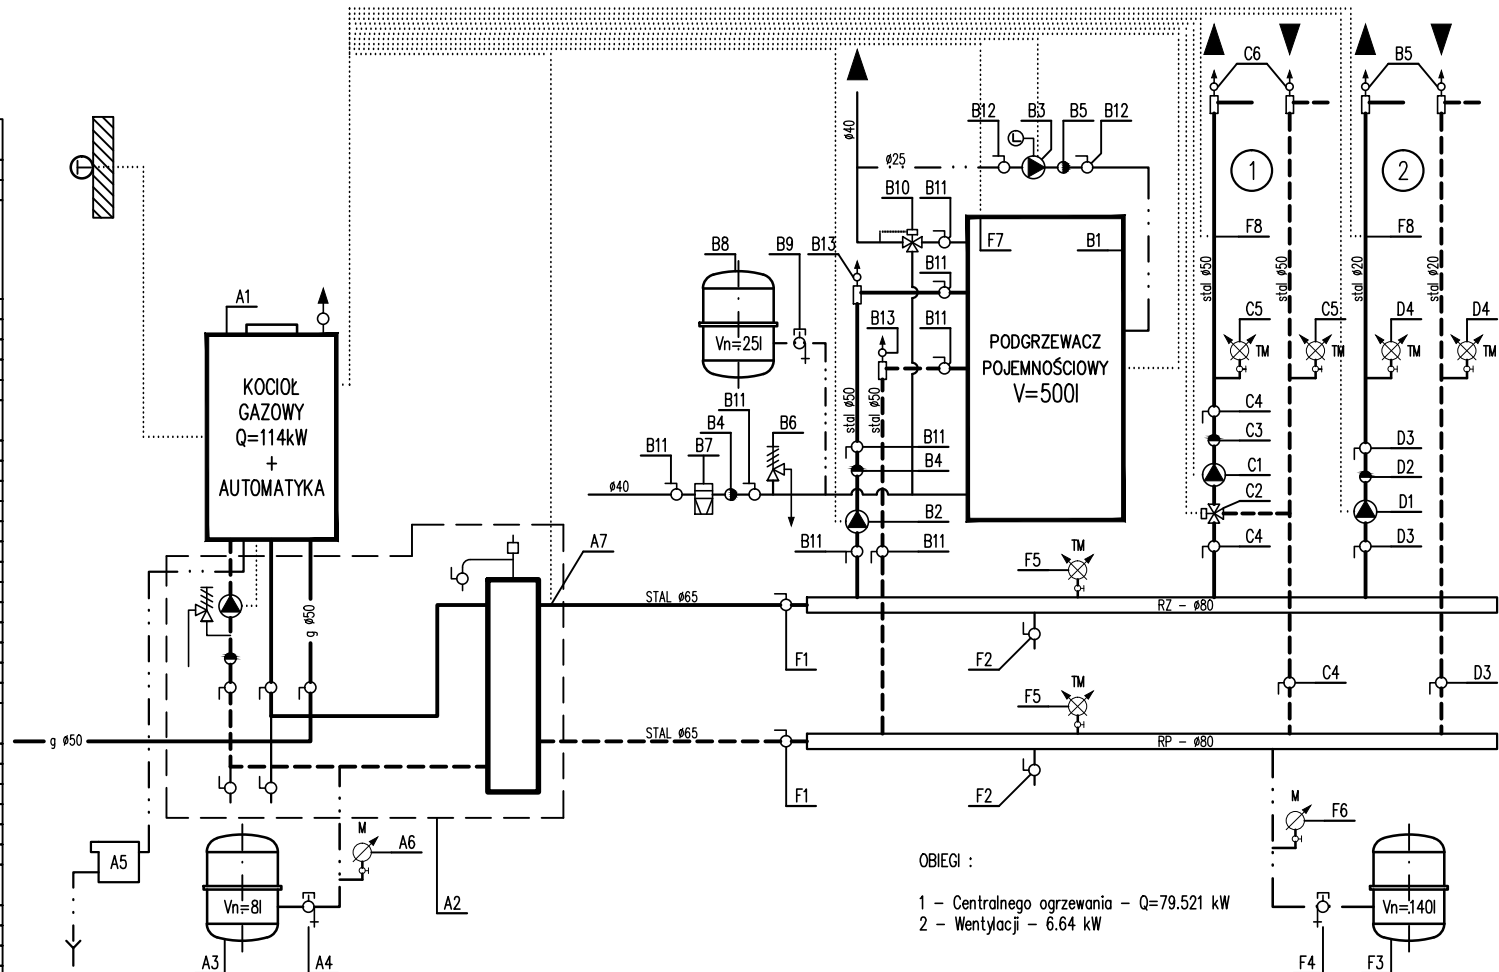 C6
B5
B12
B3
B5
B12
ø40
ø25
1
2
B10
B11
F8
F8
B8
B9
B13
F7
B1
B11
stal ø50
stal ø50
stal ø20
stal ø20
A1
C5
C5
D4
D4
B13
B11
TM
TM
TM
TM
Vn=25l
PODGRZEWACZ
POJEMNOŚCIOWY
V=500l
KOCIOŁ
GAZOWY
Q=114kW
+
AUTOMATYKA
stal ø50
stal ø50
B11
C4
B11
B7
B4
B6
B11
C3
D3
B4
C1
D2
ø40
C2
D1
B2
A7
B11
B11
C4
D3
F5
TM
STAL ø65
RZ - ø80
g ø50
F1
F2
C4
D3
F5
TM
g ø50
STAL ø65
RP - ø80
F1
F2
M
A6
M
F6
A5
OBIEGI :
Vn=8l
A2
1 - Centralnego ogrzewania - Q=79.521 kW
2 - Wentylacji - 6.64 kW
Vn=140l
A3
A4
F4
F3